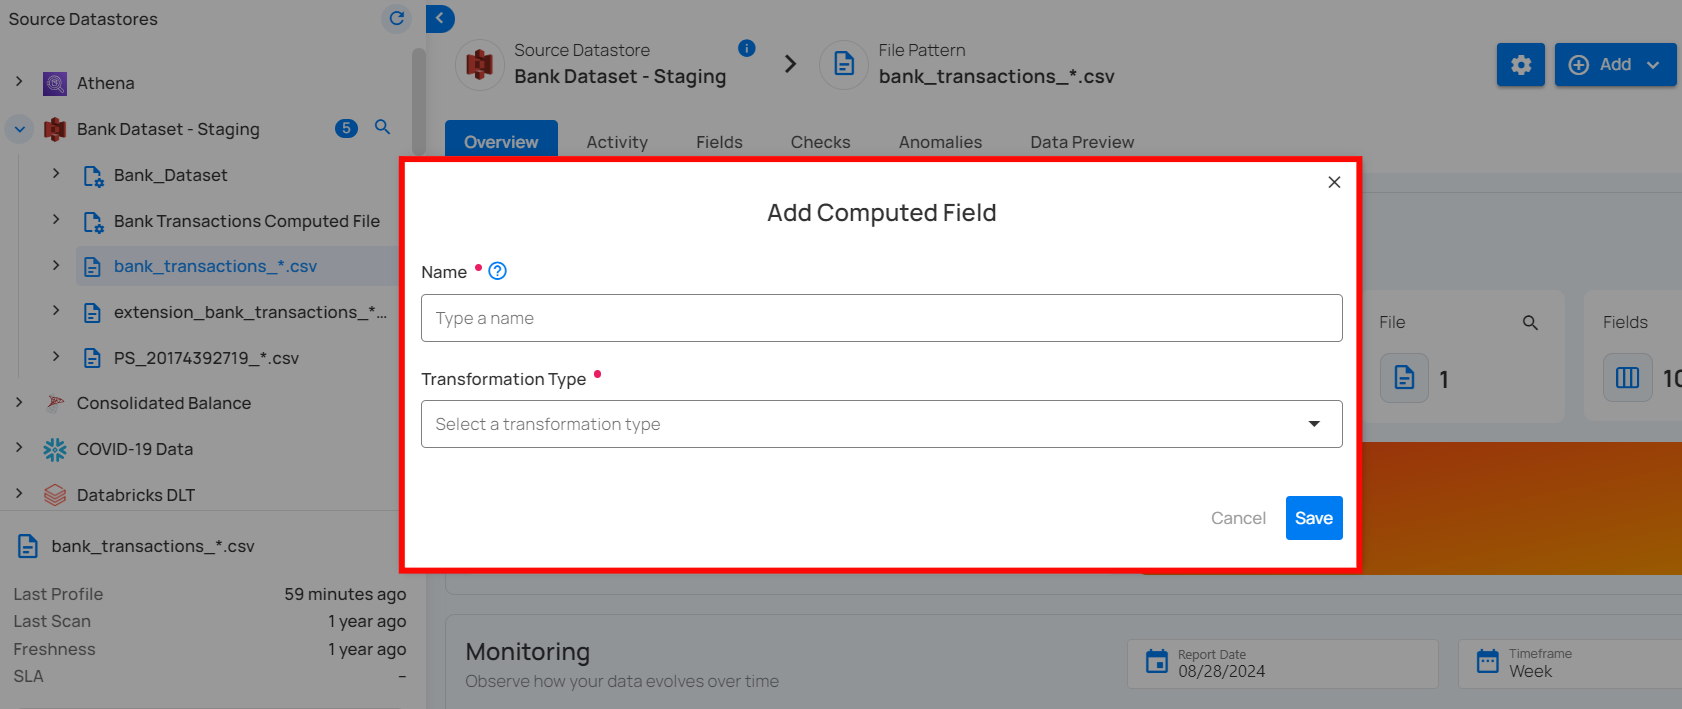 Source Datastores
Athena
Bank Dataset - Staging
5
Bank_Dataset
Bank Transactions Computed File
bank_transactions_*.csv
extension_bank_transactions_*...
PS_20174392719_*.csv
Consolidated Balance
COVID-19 Data
Databricks DLT
bank_transactions_*.csv
Last Profile 59 minutes ago
Last Scan 1 year ago
Freshness 1 year ago
SLA –
Source Datastore
Bank Dataset - Staging
File Pattern
bank_transactions_*.csv
Add
Overview Activity Fields Checks Anomalies Data Preview
Add Computed Field
Name
Type a name
Transformation Type
Select a transformation type
Cancel Save
File
1
Fields
10
Monitoring
Observe how your data evolves over time
Report Date
08/28/2024
Timeframe
Week